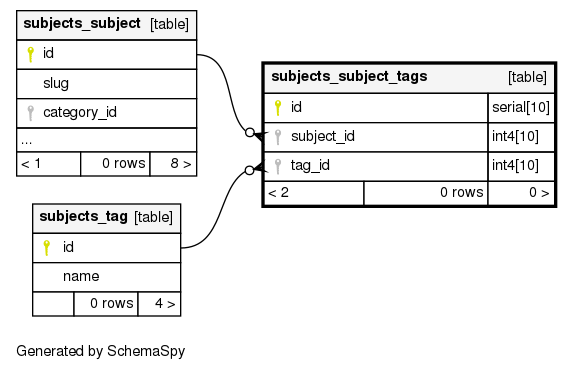 subjects_subject [table]
id
slug
category_id
...
< 1 0 rows 8 >
subjects_subject_tags [table]
id serial[10]
subject_id int4[10]
tag_id int4[10]
< 2 0 rows 0 >
subjects_tag [table]
id
name
0 rows 4 >
Generated by SchemaSpy